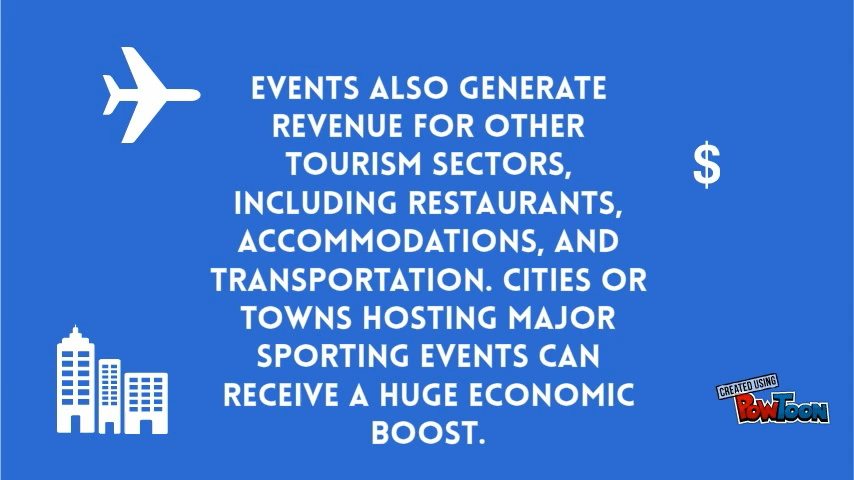 EVENTS ALSO GENERATE
REVENUE FOR OTHER
TOURISM SECTORS,
INCLUDING RESTAURANTS,
ACCOMMODATIONS, AND
TRANSPORTATION. CITIES OR
TOWNS HOSTING MAJOR
SPORTING EVENTS CAN
RECEIVE A HUGE ECONOMIC
BOOST.
$
CREATED USING
POWTOON